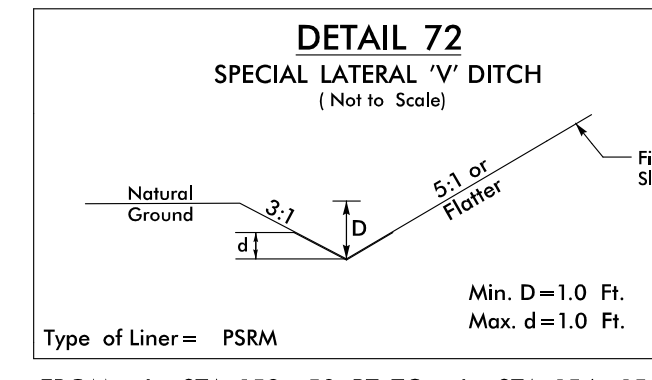 DETAIL 72
SPECIAL LATERAL 'V' DITCH
( Not to Scale)
Natural
Ground
3:1
d
D
5:1 or
Flatter
Min. D=1.0 Ft.
Max. d=1.0 Ft.
Type of Liner= PSRM